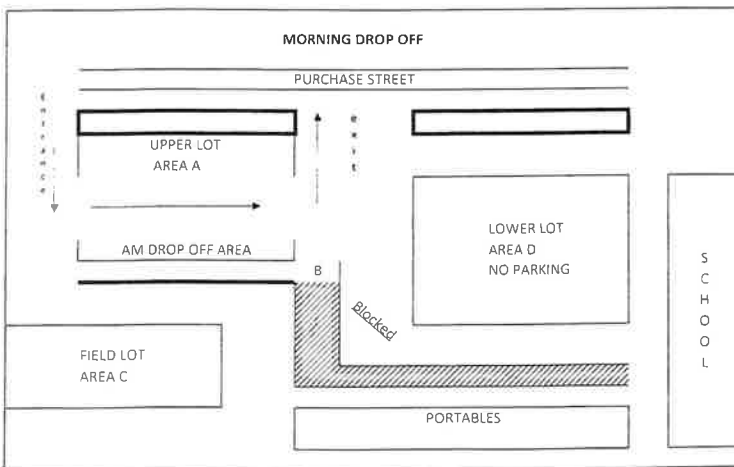 MORNING DROP OFF
PURCHASE STREET
Entrance
exit
UPPER LOT
AREA A
AM DROP OFF AREA
B
Blocked
LOWER LOT
AREA D
NO PARKING
SCHOOL
FIELD LOT
AREA C
PORTABLES